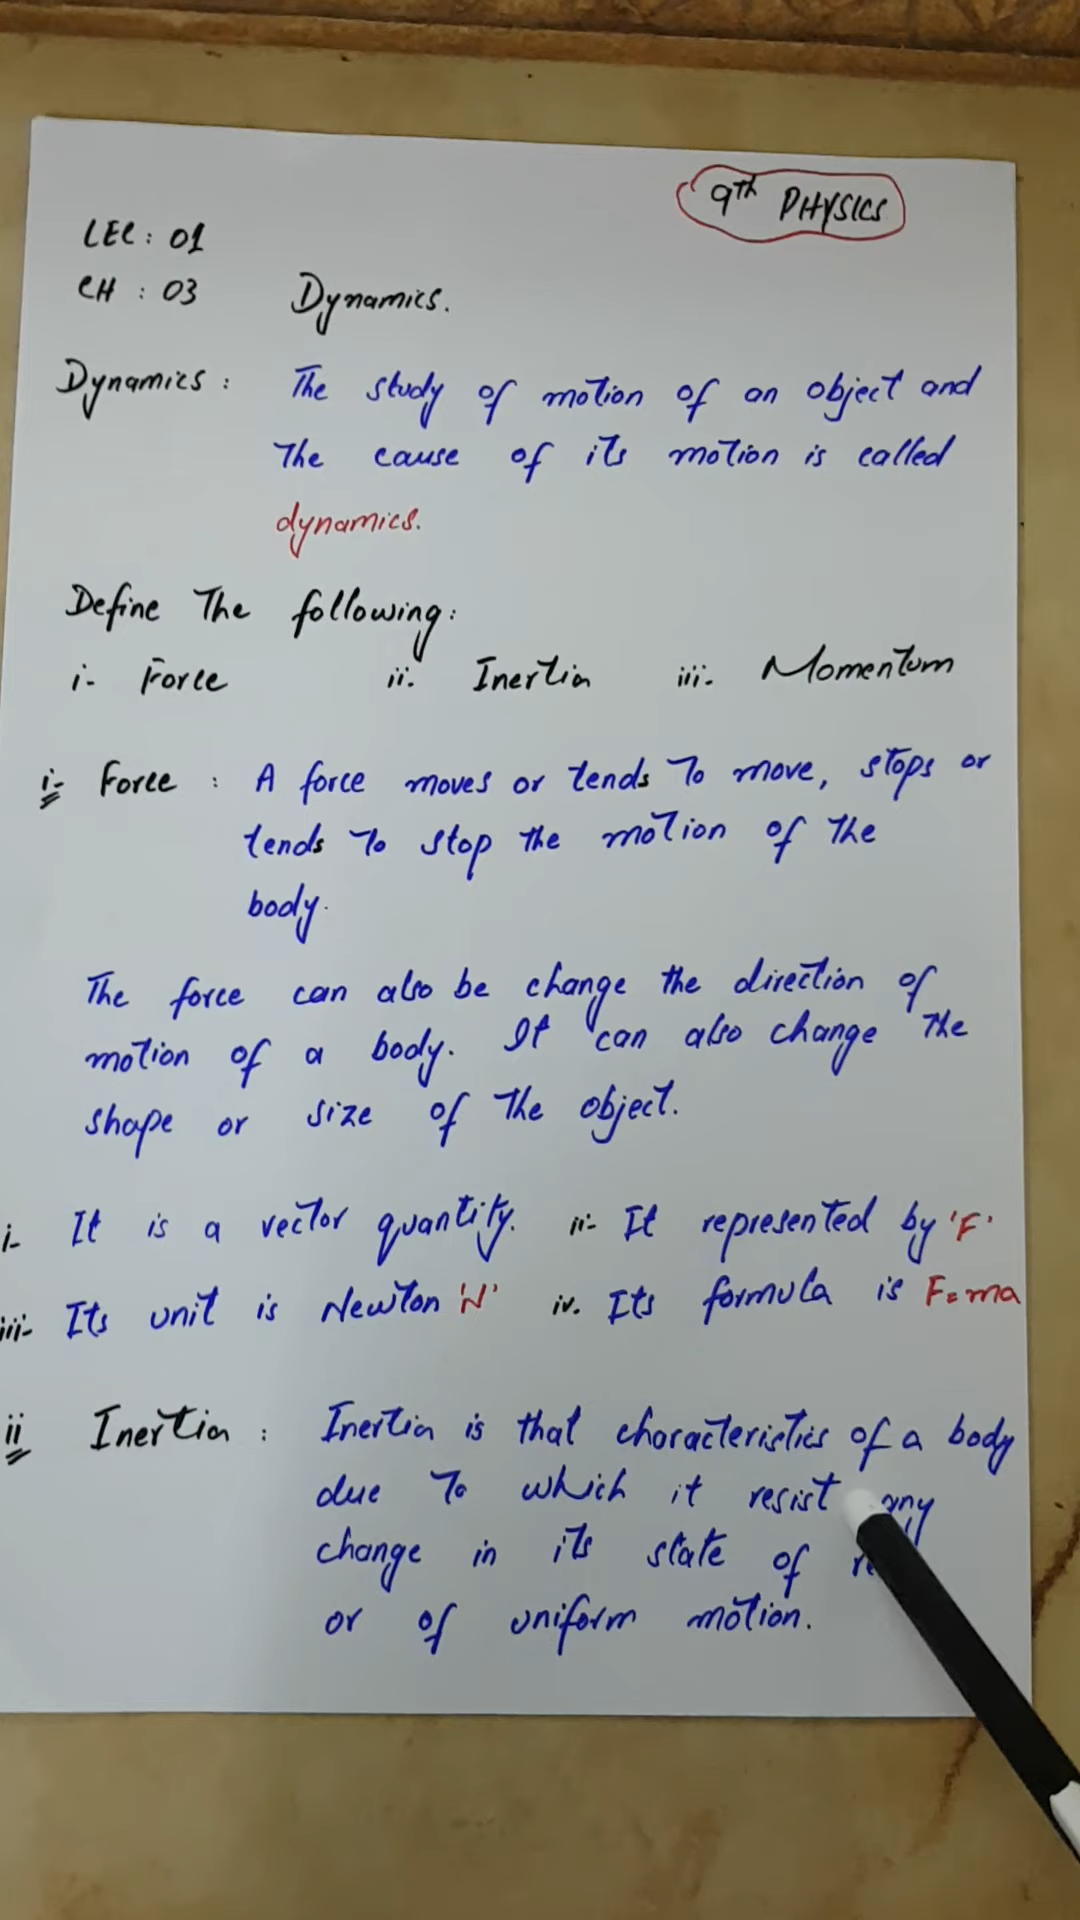 9th PHYSICS
LEC: 01
CH : 03 Dynamics.
Dynamics: The study of motion of an object and
The cause of its motion is called
dynamics.
Define The following:
i- Force ii. Inertia iii. Momentum
i- Force : A force moves or tends To move, stops or
tends To stop the motion of The
body.
The force can also be change the direction of
motion of a body. It can also change The
shape or size of The object.
i- It is a vector quantity. ii- It represented by 'F'
iii- Its unit is Newton 'N' iv. Its formula is F=ma
ii Inertia : Inertia is that characteristics of a body
due To which it resist any
change in its state of
or of uniform motion.